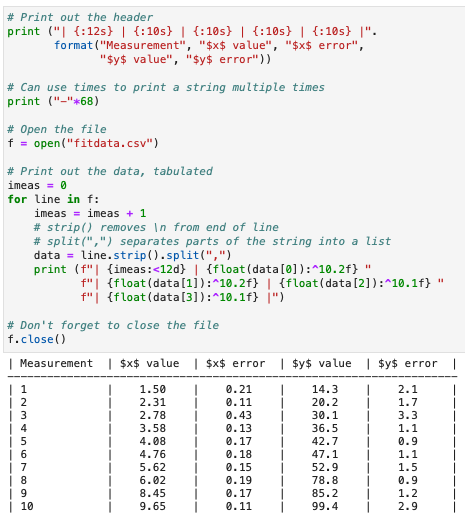 # Print out the header
print ("| {:12s} | {:10s} | {:10s} | {:10s} | {:10s} |".
       format("Measurement", "$x$ value", "$x$ error",
              "$y$ value", "$y$ error"))

# Can use times to print a string multiple times
print ("-"*68)

# Open the file
f = open("fitdata.csv")

# Print out the data, tabulated
imeas = 0
for line in f:
    imeas = imeas + 1
    # strip() removes \n from end of line
    # split(",") separates parts of the string into a list
    data = line.strip().split(",")
    print (f"| {imeas:<12d} | {float(data[0]):^10.2f} "
           f"| {float(data[1]):^10.2f} | {float(data[2]):^10.1f} "
           f"| {float(data[3]):^10.1f} |")

# Don't forget to close the file
f.close()
| Measurement  | $x$ value  | $x$ error  | $y$ value  | $y$ error  |
--------------------------------------------------------------------
| 1            |    1.50    |    0.21    |    14.3    |    2.1     |
| 2            |    2.31    |    0.11    |    20.2    |    1.7     |
| 3            |    2.78    |    0.43    |    30.1    |    3.3     |
| 4            |    3.58    |    0.13    |    36.5    |    1.1     |
| 5            |    4.08    |    0.17    |    42.7    |    0.9     |
| 6            |    4.76    |    0.18    |    47.1    |    1.1     |
| 7            |    5.62    |    0.15    |    52.9    |    1.5     |
| 8            |    6.02    |    0.19    |    78.8    |    0.9     |
| 9            |    8.45    |    0.17    |    85.2    |    1.2     |
| 10           |    9.65    |    0.11    |    99.4    |    2.9     |